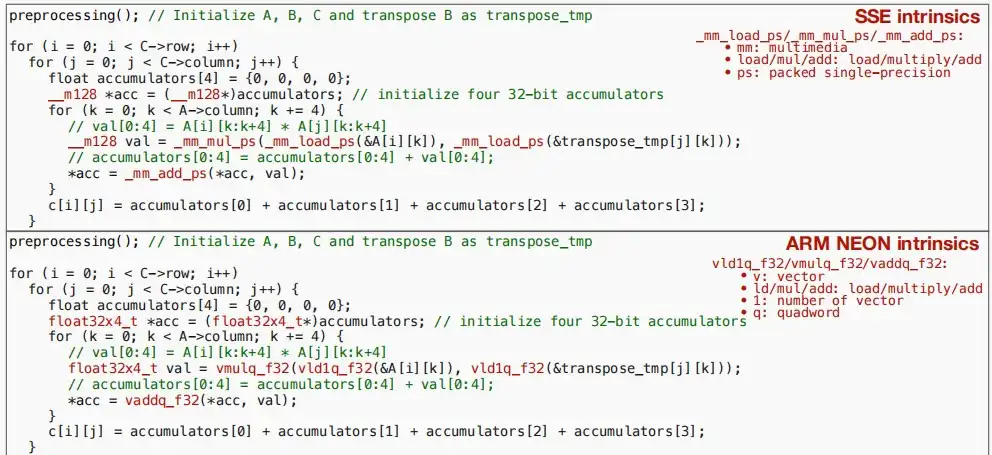 preprocessing(); // Initialize A, B, C and transpose B as transpose_tmp
SSE intrinsics
_mm_load_ps/_mm_mul_ps/_mm_add_ps:
• mm: multimedia
• load/mul/add: load/multiply/add
• ps: packed single-precision
for (i = 0; i < C->row; i++)
for (j = 0; j < C->column; j++) {
float accumulators[4] = {0, 0, 0, 0};
__m128 *acc = (__m128*)accumulators; // initialize four 32-bit accumulators
for (k = 0; k < A->column; k += 4) {
// val[0:4] = A[i][k:k+4] * A[j][k:k+4]
__m128 val = _mm_mul_ps(_mm_load_ps(&A[i][k]), _mm_load_ps(&transpose_tmp[j][k]));
// accumulators[0:4] = accumulators[0:4] + val[0:4];
*acc = _mm_add_ps(*acc, val);
}
c[i][j] = accumulators[0] + accumulators[1] + accumulators[2] + accumulators[3];
}
preprocessing(); // Initialize A, B, C and transpose B as transpose_tmp
ARM NEON intrinsics
vld1q_f32/vmulq_f32/vaddq_f32:
• v: vector
• ld/mul/add: load/multiply/add
• 1: number of vector
• q: quadword
for (i = 0; i < C->row; i++)
for (j = 0; j < C->column; j++) {
float accumulators[4] = {0, 0, 0, 0};
float32x4_t *acc = (float32x4_t*)accumulators; // initialize four 32-bit accumulators
for (k = 0; k < A->column; k += 4) {
// val[0:4] = A[i][k:k+4] * A[j][k:k+4]
float32x4_t val = vmulq_f32(vld1q_f32(&A[i][k]), vld1q_f32(&transpose_tmp[j][k]));
// accumulators[0:4] = accumulators[0:4] + val[0:4];
*acc = vaddq_f32(*acc, val);
}
c[i][j] = accumulators[0] + accumulators[1] + accumulators[2] + accumulators[3];
}